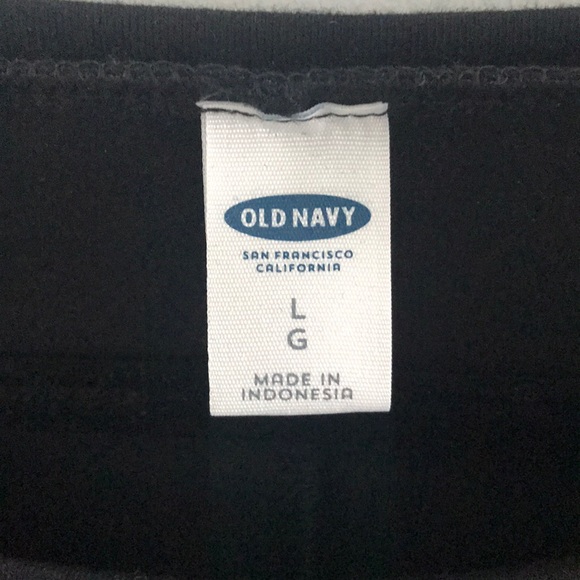 OLD NAVY
SAN FRANCISCO
CALIFORNIA
L
G
MADE IN
INDONESIA